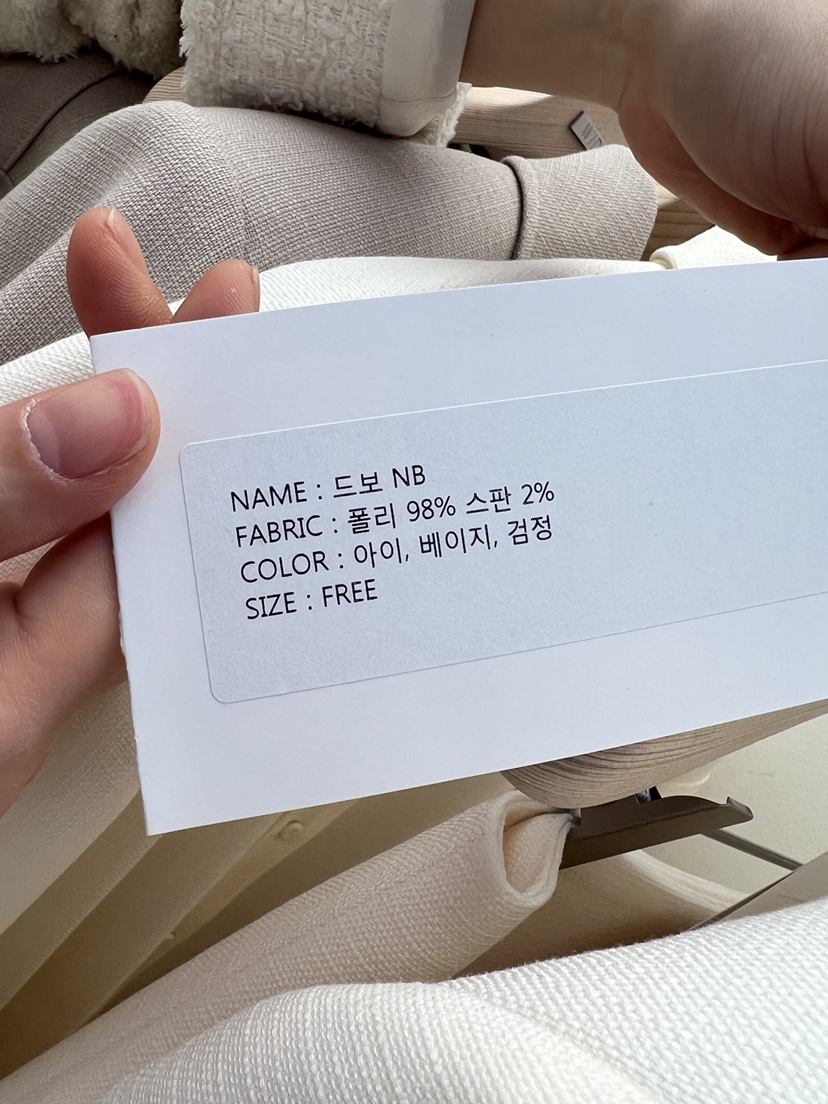 NAME : 드보 NB
FABRIC : 폴리 98% 스판 2%
COLOR : 아이, 베이지, 검정
SIZE : FREE